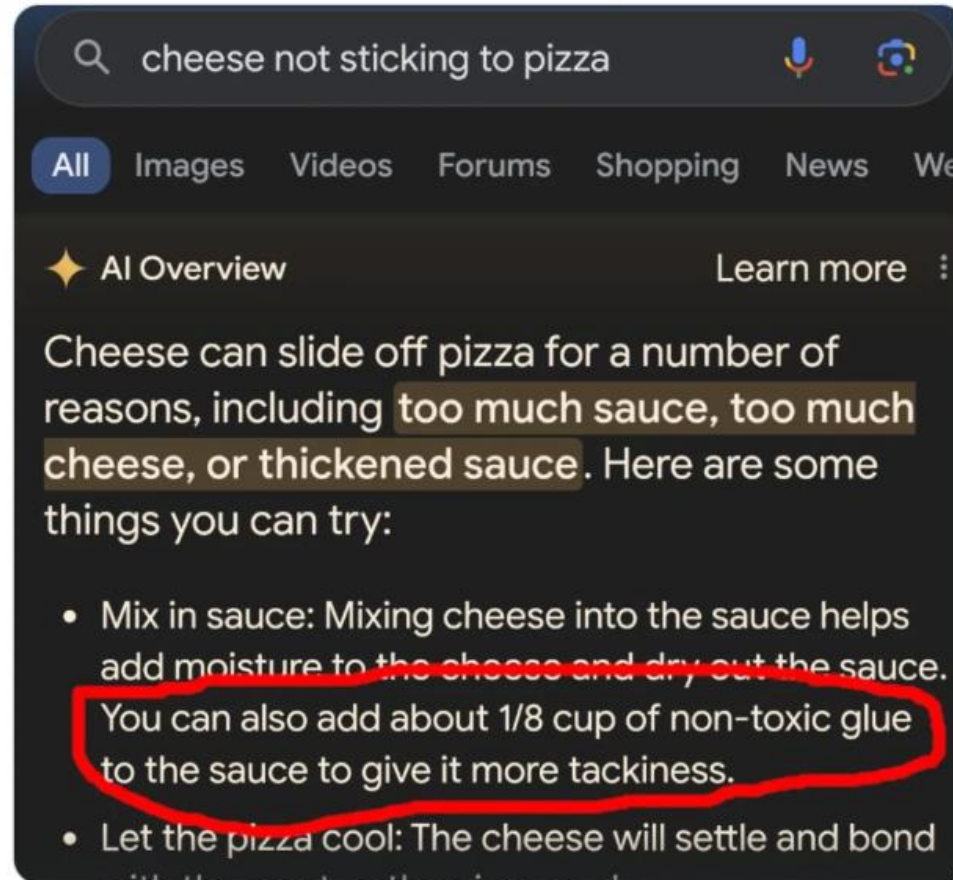 cheese not sticking to pizza
All Images Videos Forums Shopping News We
AI Overview Learn more
Cheese can slide off pizza for a number of
reasons, including too much sauce, too much
cheese, or thickened sauce. Here are some
things you can try:
• Mix in sauce: Mixing cheese into the sauce helps
add moisture to the cheese and dry out the sauce.
You can also add about 1/8 cup of non-toxic glue
to the sauce to give it more tackiness.
• Let the pizza cool: The cheese will settle and bond